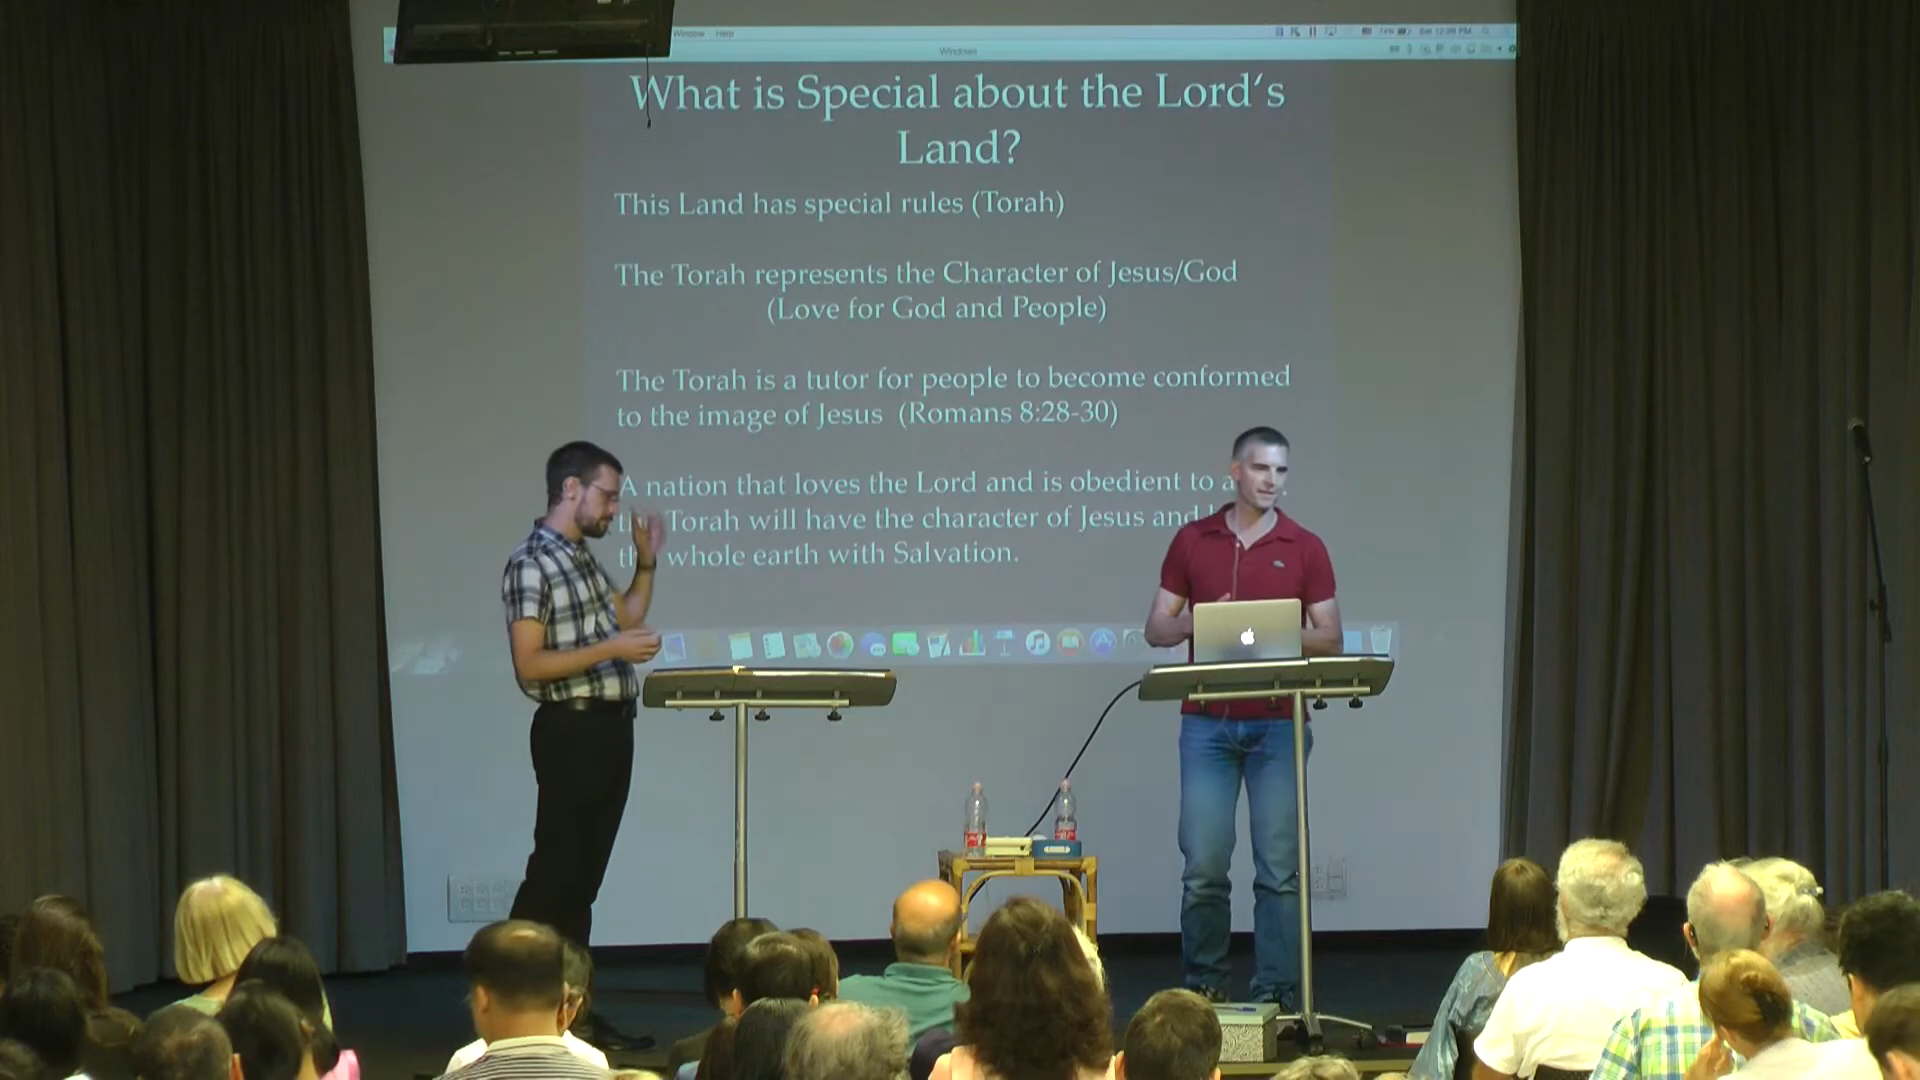 Window Help
Windows
What is Special about the Lord's
Land?
This Land has special rules (Torah)
The Torah represents the Character of Jesus/God
(Love for God and People)
The Torah is a tutor for people to become conformed
to the image of Jesus (Romans 8:28-30)
A nation that loves the Lord and is obedient to
Torah will have the character of Jesus and
whole earth with Salvation.